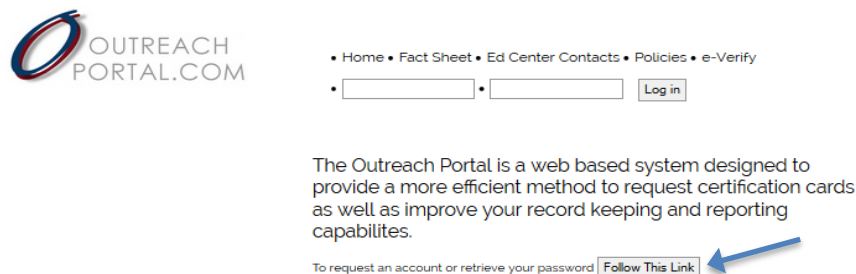 OUTREACH
PORTAL.COM
• Home • Fact Sheet • Ed Center Contacts • Policies • e-Verify
• • Log in
The Outreach Portal is a web based system designed to
provide a more efficient method to request certification cards
as well as improve your record keeping and reporting
capabilites.
To request an account or retrieve your password Follow This Link